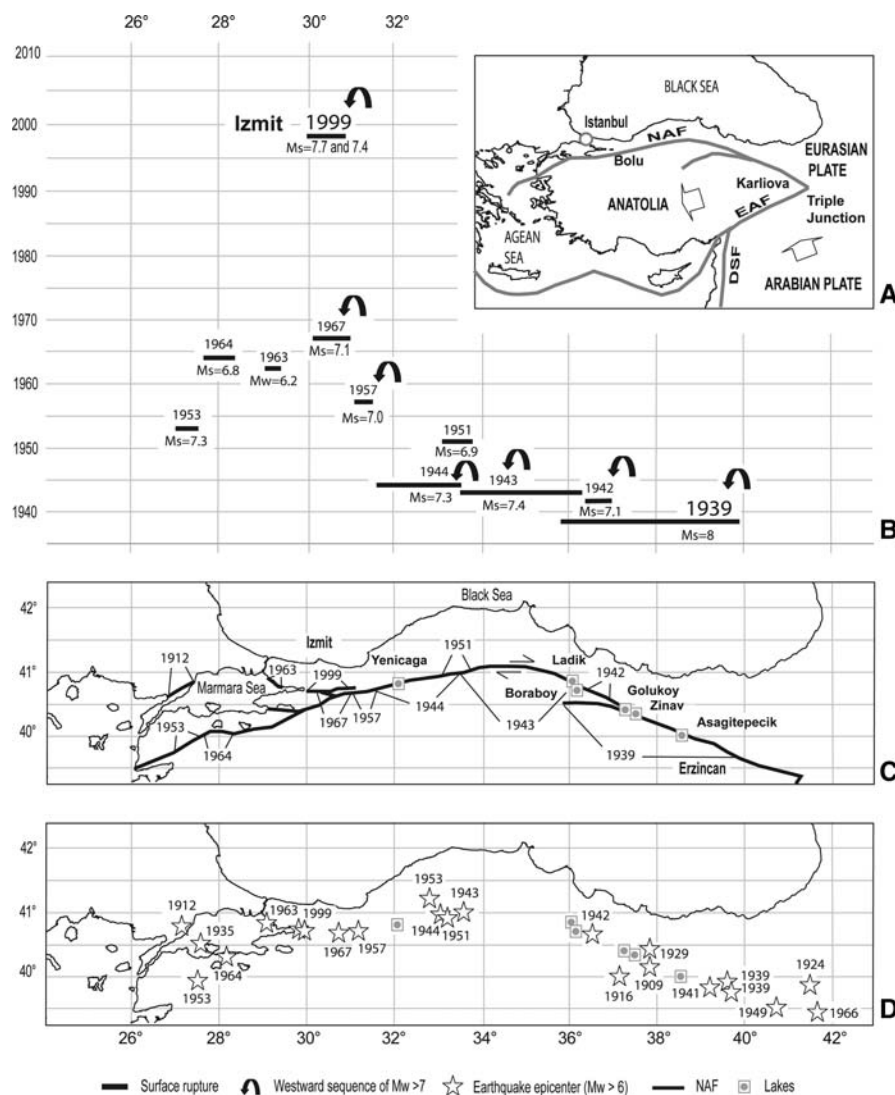 26° 28° 30° 32°
2010
2000
1990
1980
1970
1960
1950
1940
Izmit 1999
Ms=7.7 and 7.4
1967
Ms=7.1
1964
Ms=6.8
1963
Mw=6.2
1957
Ms=7.0
1953
Ms=7.3
1951
Ms=6.9
1944
Ms=7.3
1943
Ms=7.4
1942
Ms=7.1
1939
Ms=8
BLACK SEA
Istanbul
NAF
Bolu
EURASIAN
PLATE
Karliova
ANATOLIA
EAF
Triple
Junction
AGEAN
SEA
DSF
ARABIAN PLATE
A
B
42°
41°
40°
Black Sea
Izmit
Yenicaga
1951
Ladik
1912
1963
1999
1942
Marmara Sea
Boraboy
Golukoy
Zinav
1967
1957
1944
1943
Asagitepecik
1953
1964
1939
Erzincan
C
42°
41°
40°
1953
1943
1912
1963
1999
1942
1935
1944
1951
1967
1957
1929
1964
1953
1909
1916
1941
1939
1939
1924
1949
1966
D
26° 28° 30° 32° 34° 36° 38° 40° 42°
Surface rupture Westward sequence of Mw >7 Earthquake epicenter (Mw > 6) NAF Lakes